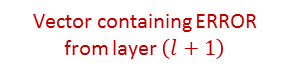 Vector containing ERROR
from layer (𝑙 + 1)